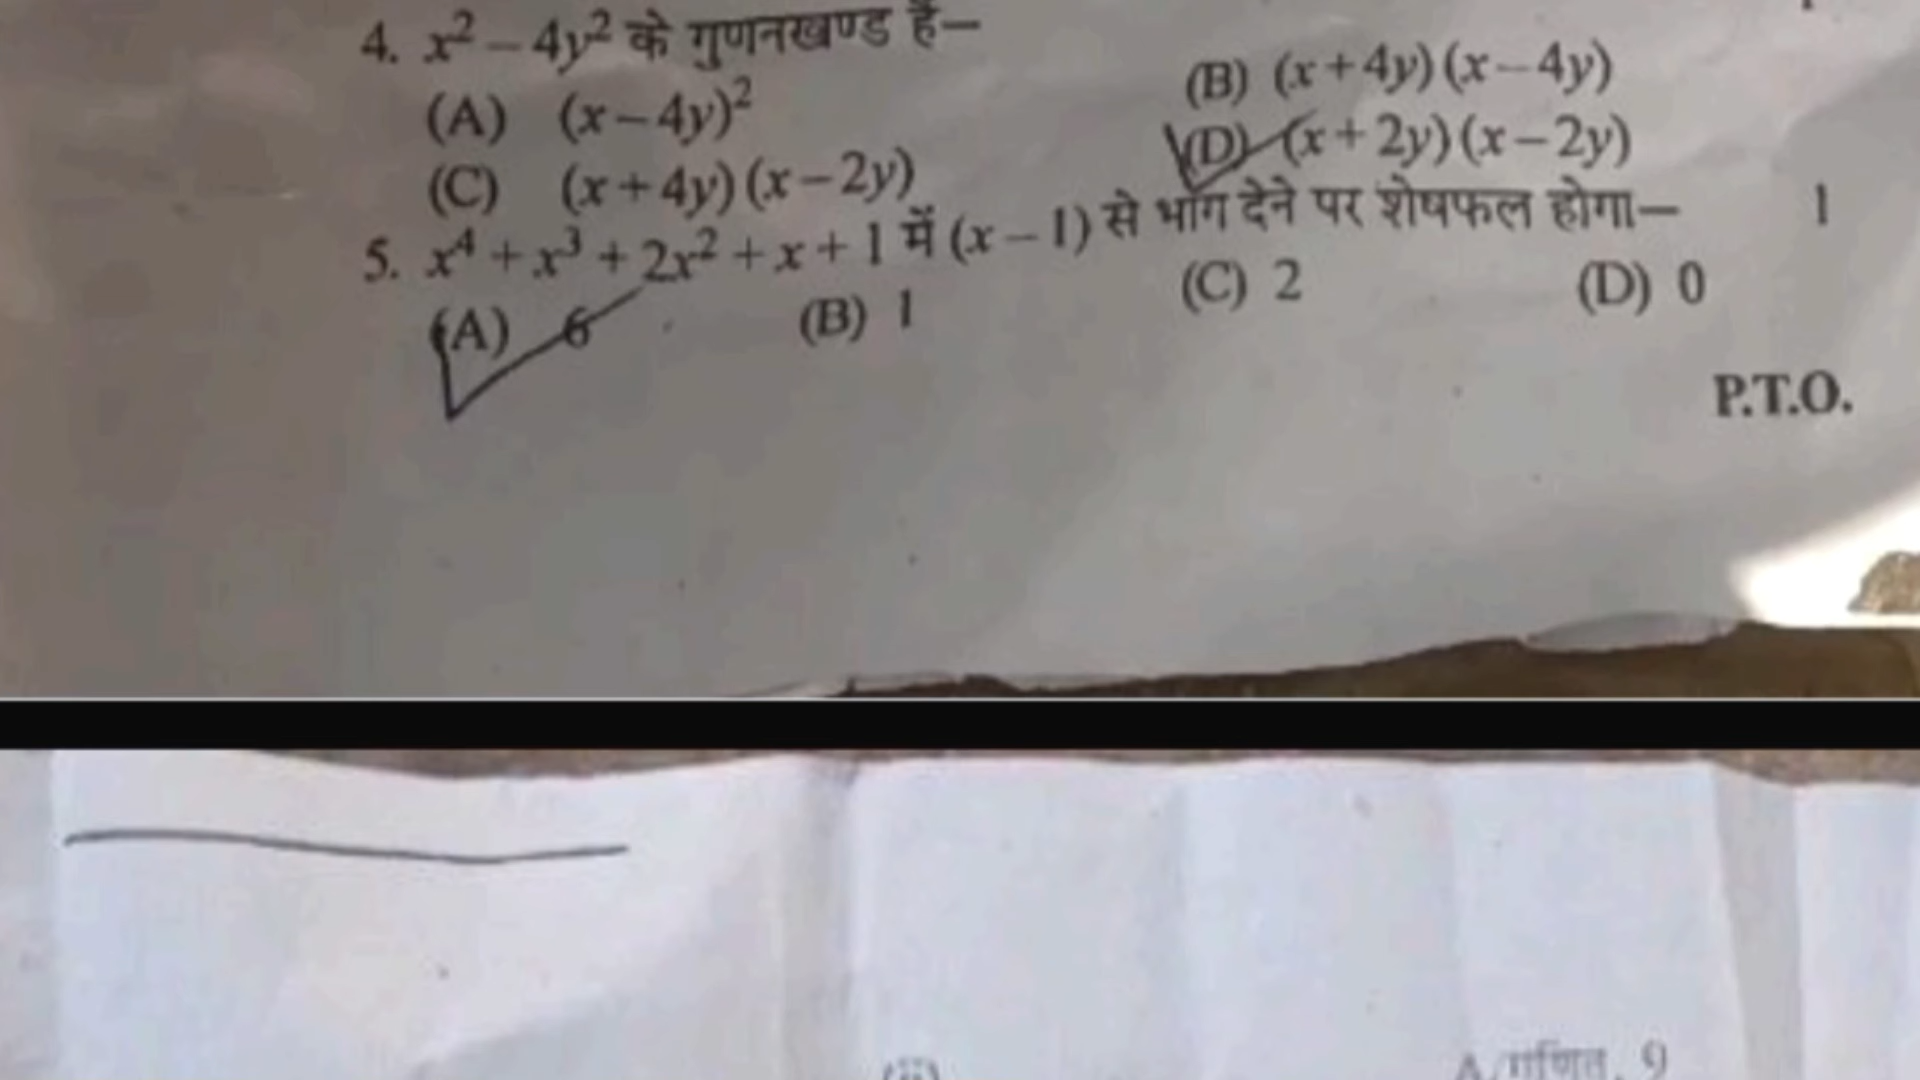 4. x² – 4y² के गुणनखण्ड हैं—
(A) (x – 4y)² (B) (x + 4y) (x – 4y)
(C) (x + 4y) (x – 2y) (D) (x + 2y) (x – 2y)
5. x⁴ + x³ + 2x² + x + 1 में (x – 1) से भाग देने पर शेषफल होगा— 1
(A) 6 (B) 1 (C) 2 (D) 0
P.T.O.
(ii) A/गणित, 9